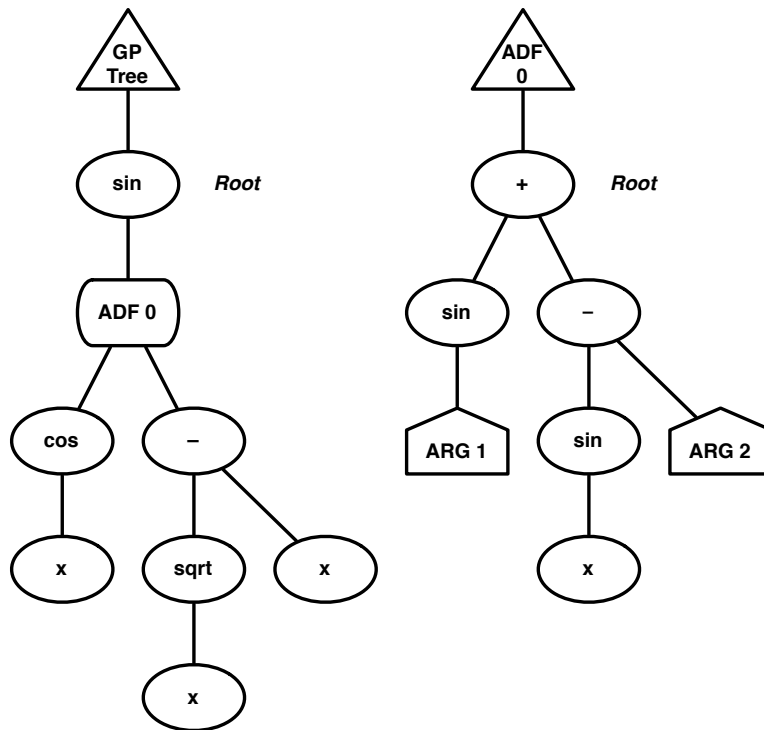 GP
Tree
sin
Root
ADF 0
cos
–
x
sqrt
x
x
ADF
0
+
Root
sin
–
ARG 1
sin
ARG 2
x